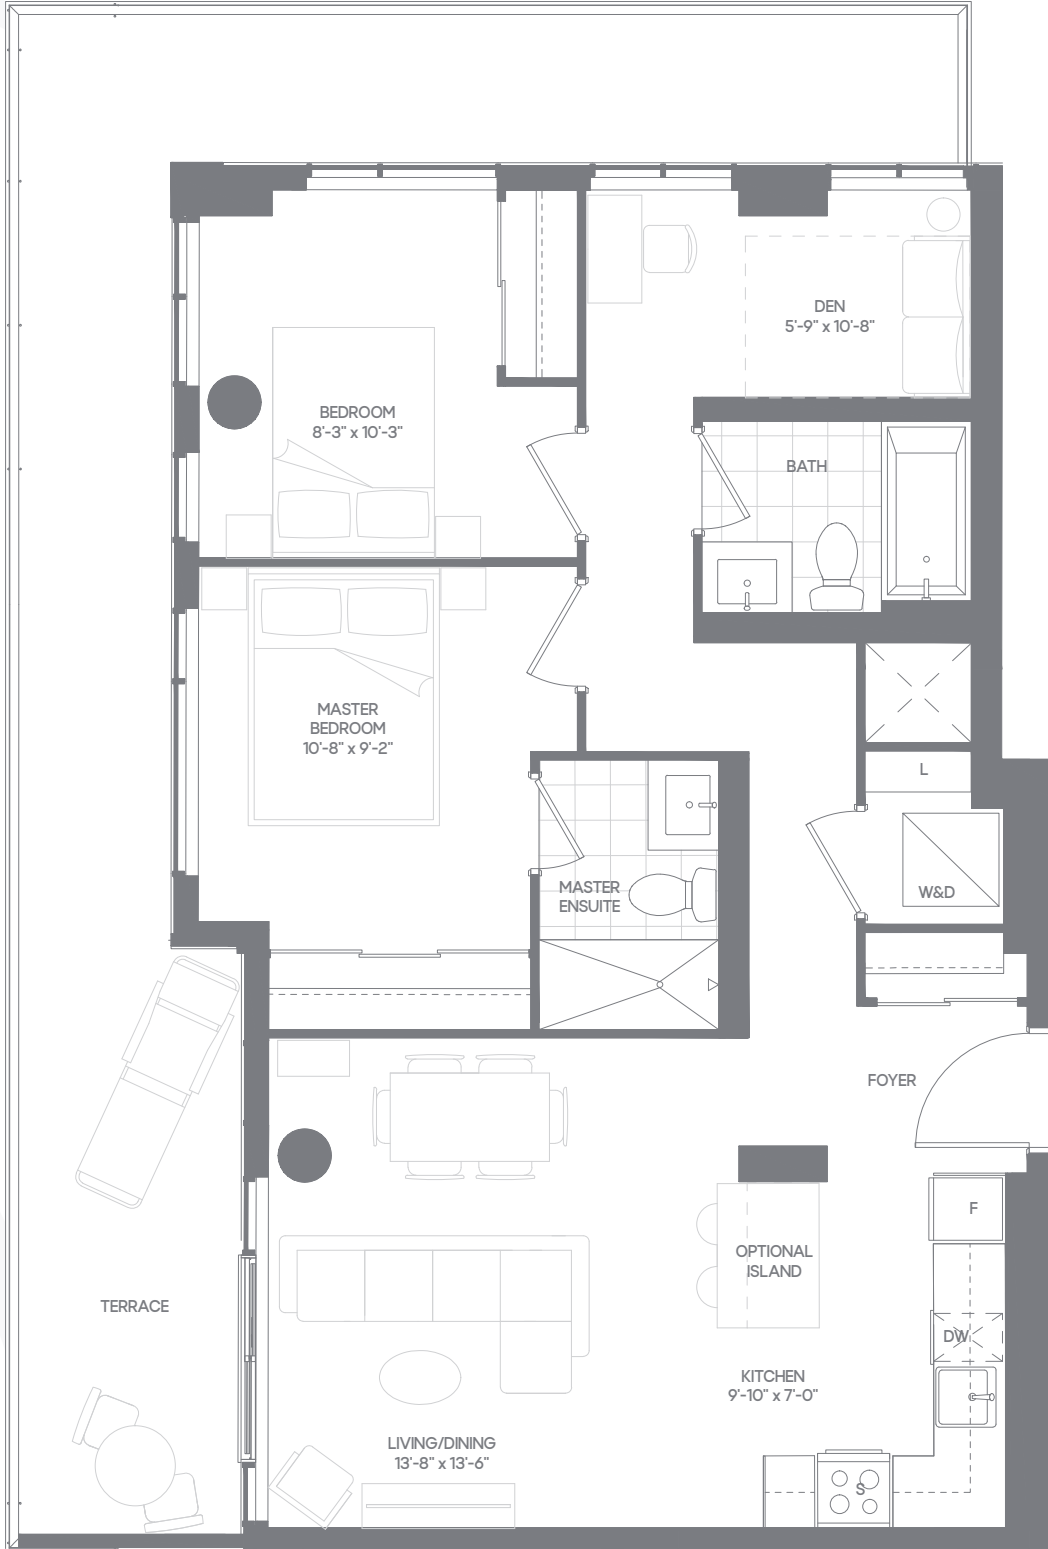 DEN
5'-9" x 10'-8"
BEDROOM
8'-3" x 10'-3"
BATH
MASTER
BEDROOM
10'-8" x 9'-2"
L
W&D
MASTER
ENSUITE
FOYER
F
OPTIONAL
ISLAND
TERRACE
DW
KITCHEN
9'-10" x 7'-0"
LIVING/DINING
13'-8" x 13'-6"
S